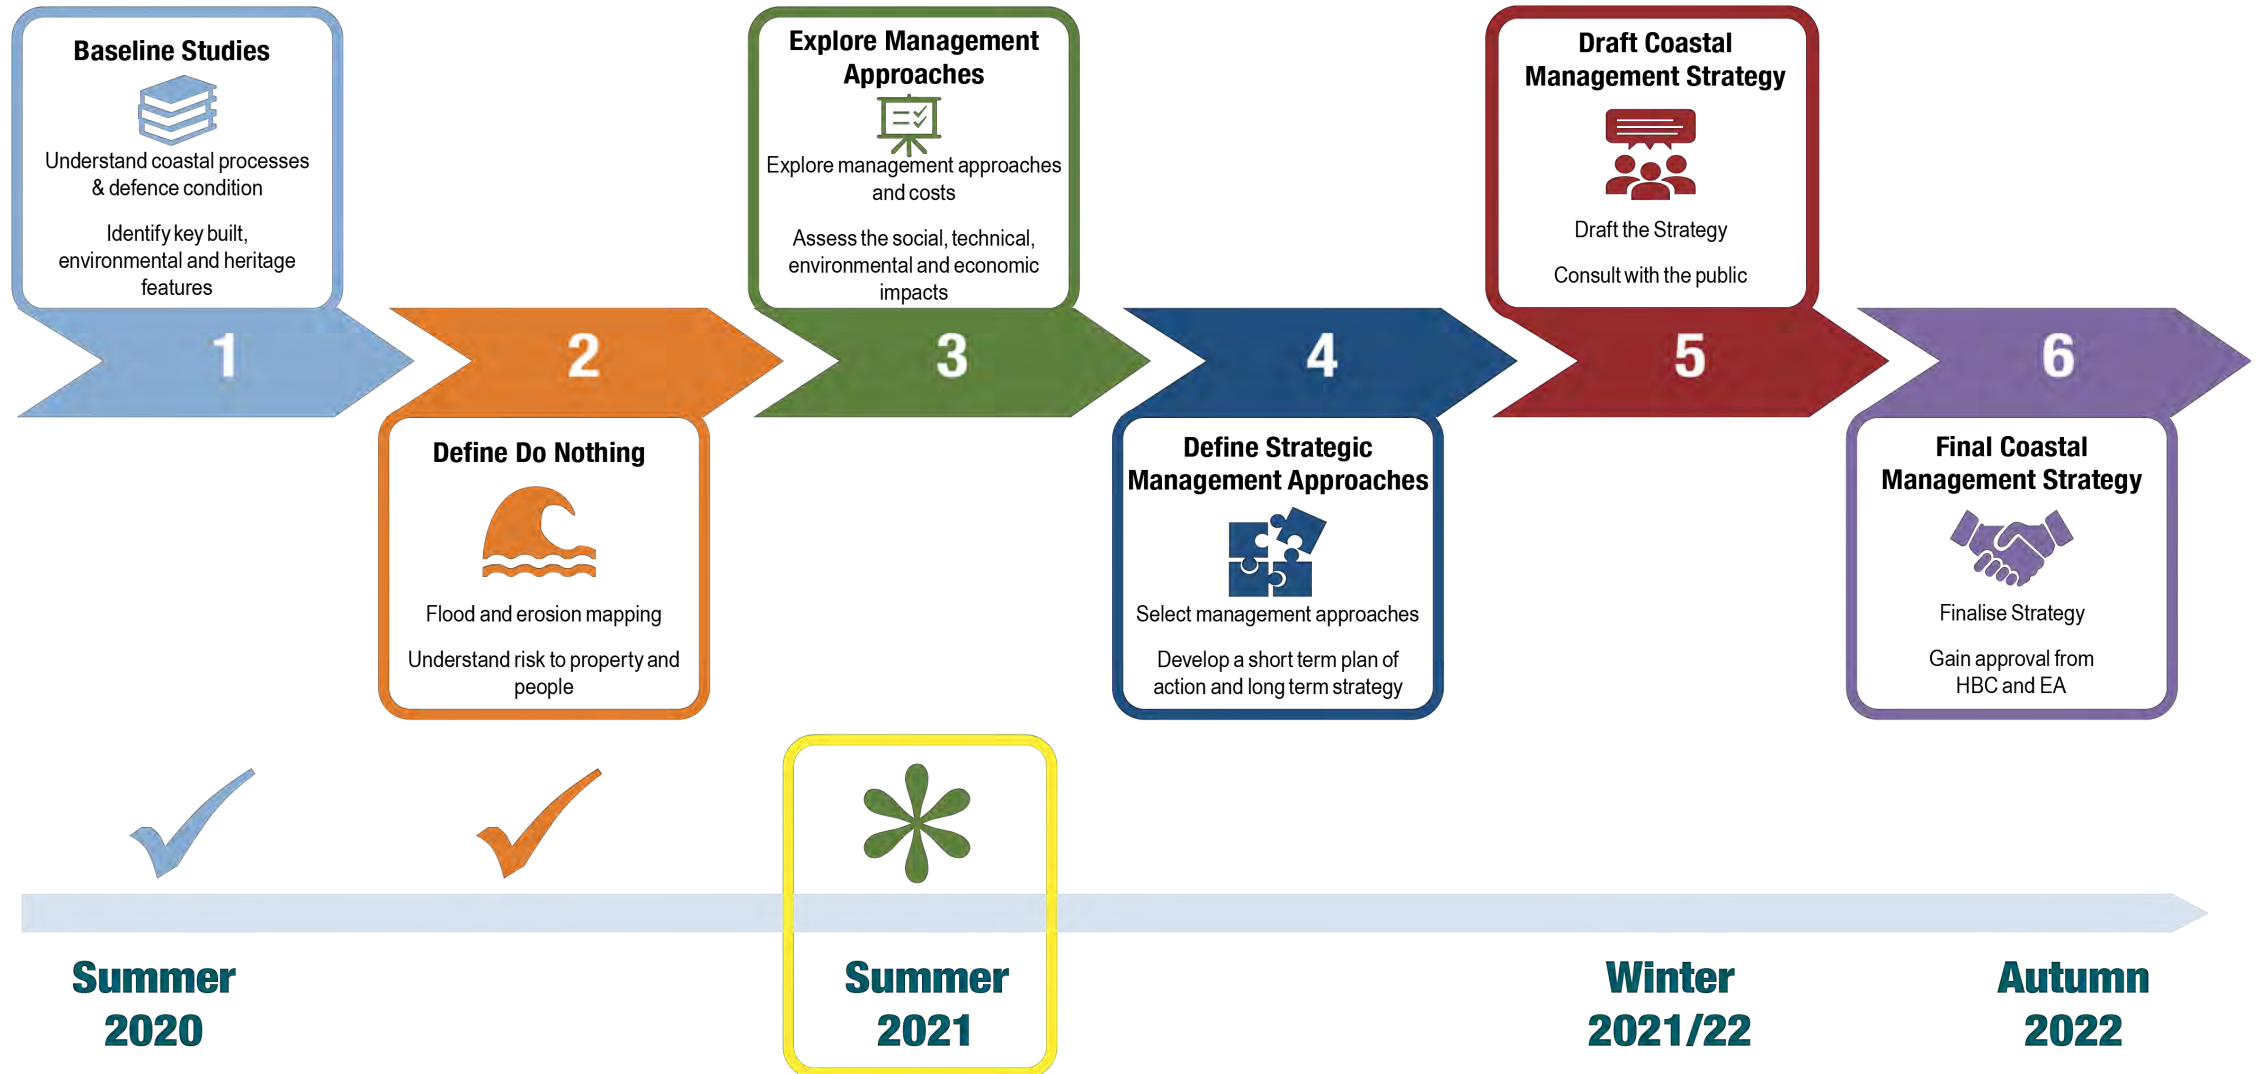 Baseline Studies
Understand coastal processes
& defence condition
Identify key built,
environmental and heritage
features
1
2
Define Do Nothing
Flood and erosion mapping
Understand risk to property and
people
Explore Management
Approaches
Explore management approaches
and costs
Assess the social, technical,
environmental and economic
impacts
3
4
Define Strategic
Management Approaches
Select management approaches
Develop a short term plan of
action and long term strategy
Draft Coastal
Management Strategy
Draft the Strategy
Consult with the public
5
6
Final Coastal
Management Strategy
Finalise Strategy
Gain approval from
HBC and EA
Summer
2020
Summer
2021
Winter
2021/22
Autumn
2022